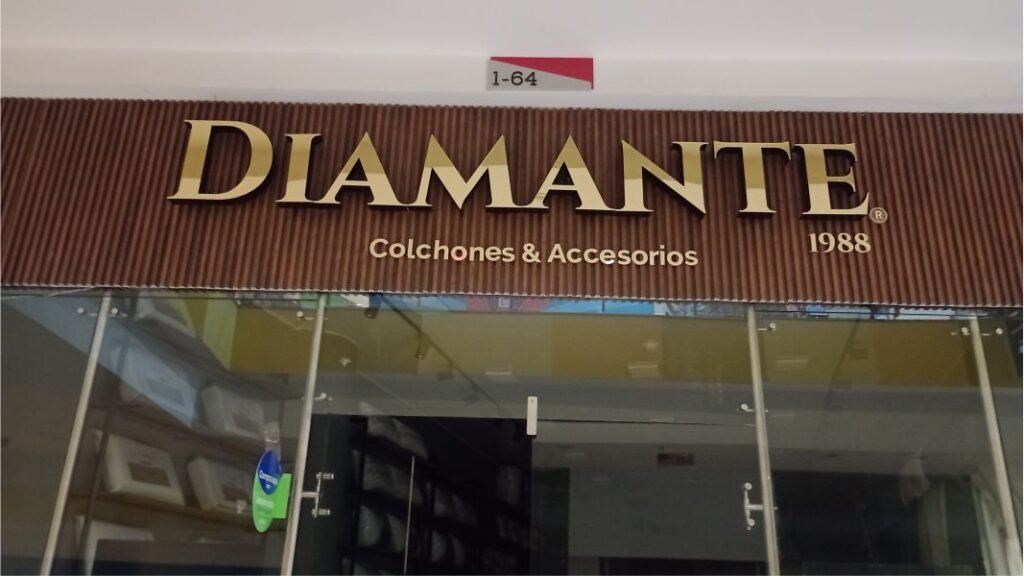 1-64
DIAMANTE®
1988
Colchones & Accesorios